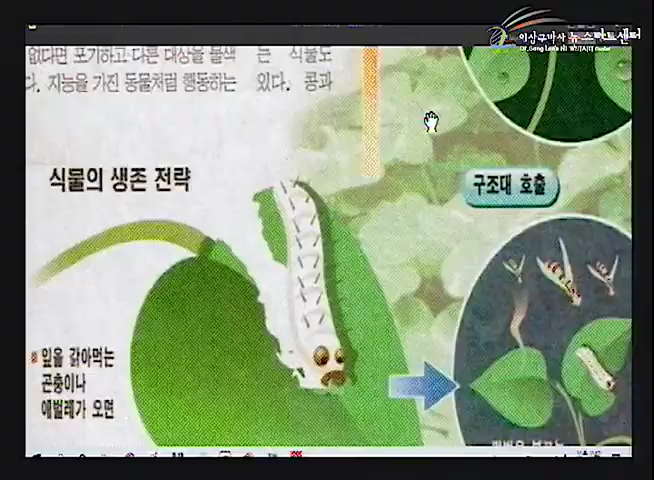 이상구박사 뉴스타트센터
없다면 포기하고 다른 대상을 물색
다. 지능을 가진 동물처럼 행동하는
는 식물도
있다. 콩과
식물의 생존 전략
구조대 호출
잎을 갉아먹는
곤충이나
애벌레가 오면